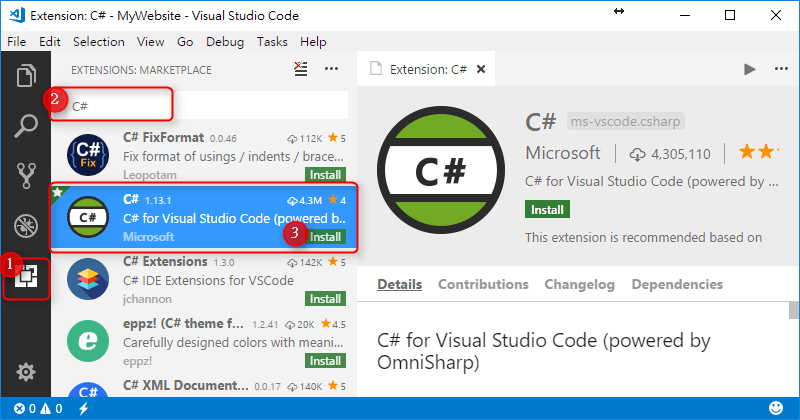 Extension: C# - MyWebsite - Visual Studio Code
File Edit Selection View Go Debug Tasks Help
EXTENSIONS: MARKETPLACE
2
C#
C# FixFormat 0.0.46 112K 5
Fix format of usings / indents / brace...
Leopotam Install
C# Fix
C# 1.13.1 4.3M 4
C# for Visual Studio Code (powered b...
Microsoft 3 Install
C#
1
C# Extensions 1.3.0 142K 5
C# IDE Extensions for VSCode
jchannon Install
eppz! (C# theme f... 1.2.41 20K 4.5
Carefully designed colors with meani...
eppz! Install
C# XML Document... 0.0.17 140K 5
Extension: C#
C#
C# ms-vscode.csharp
Microsoft 4,305,110
C# for Visual Studio Code (powered by ...
Install
This extension is recommended based on
Details Contributions Changelog Dependencies
C# for Visual Studio Code (powered by
OmniSharp)
0 0